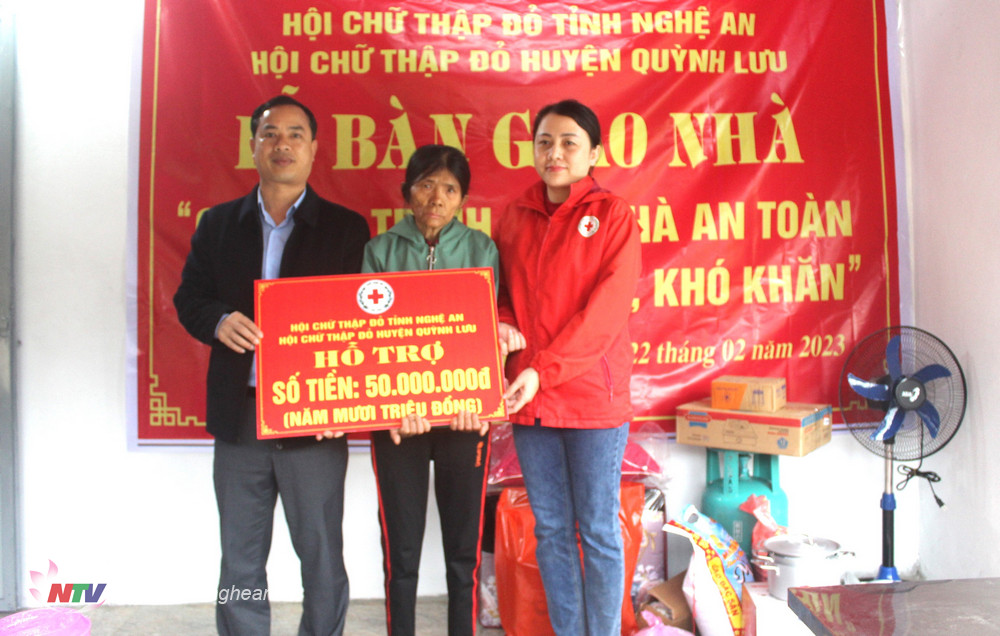 HỘI CHỮ THẬP ĐỎ TỈNH NGHỆ AN
HỘI CHỮ THẬP ĐỎ HUYỆN QUỲNH LƯU
BÀN GIAO NHÀ
AN TOÀN
KHÓ KHĂN”
22 tháng 02 năm 2023
HỘI CHỮ THẬP ĐỎ TỈNH NGHỆ AN
HỘI CHỮ THẬP ĐỎ HUYỆN QUỲNH LƯU
HỖ TRỢ
SỐ TIỀN: 50.000.000đ
(NĂM MƯƠI TRIỆU ĐỒNG)
NTV